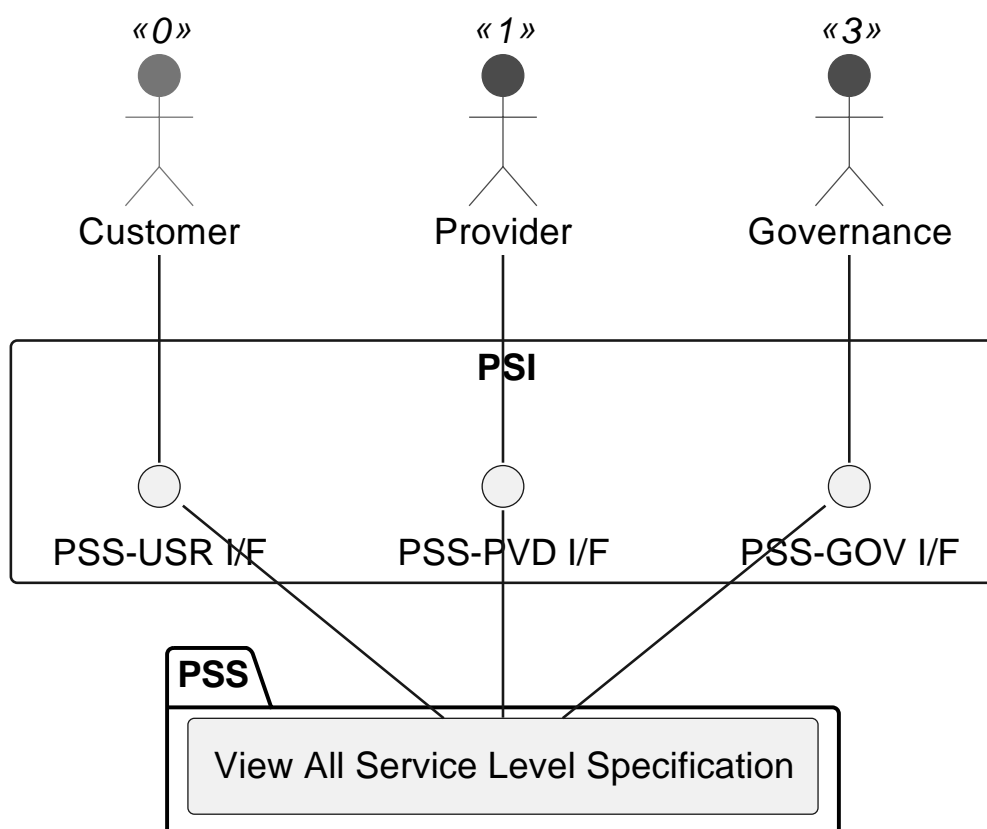 «0» «1» «3»
Customer Provider Governance
PSI
PSS-USR I/F PSS-PVD I/F PSS-GOV I/F
PSS
View All Service Level Specification